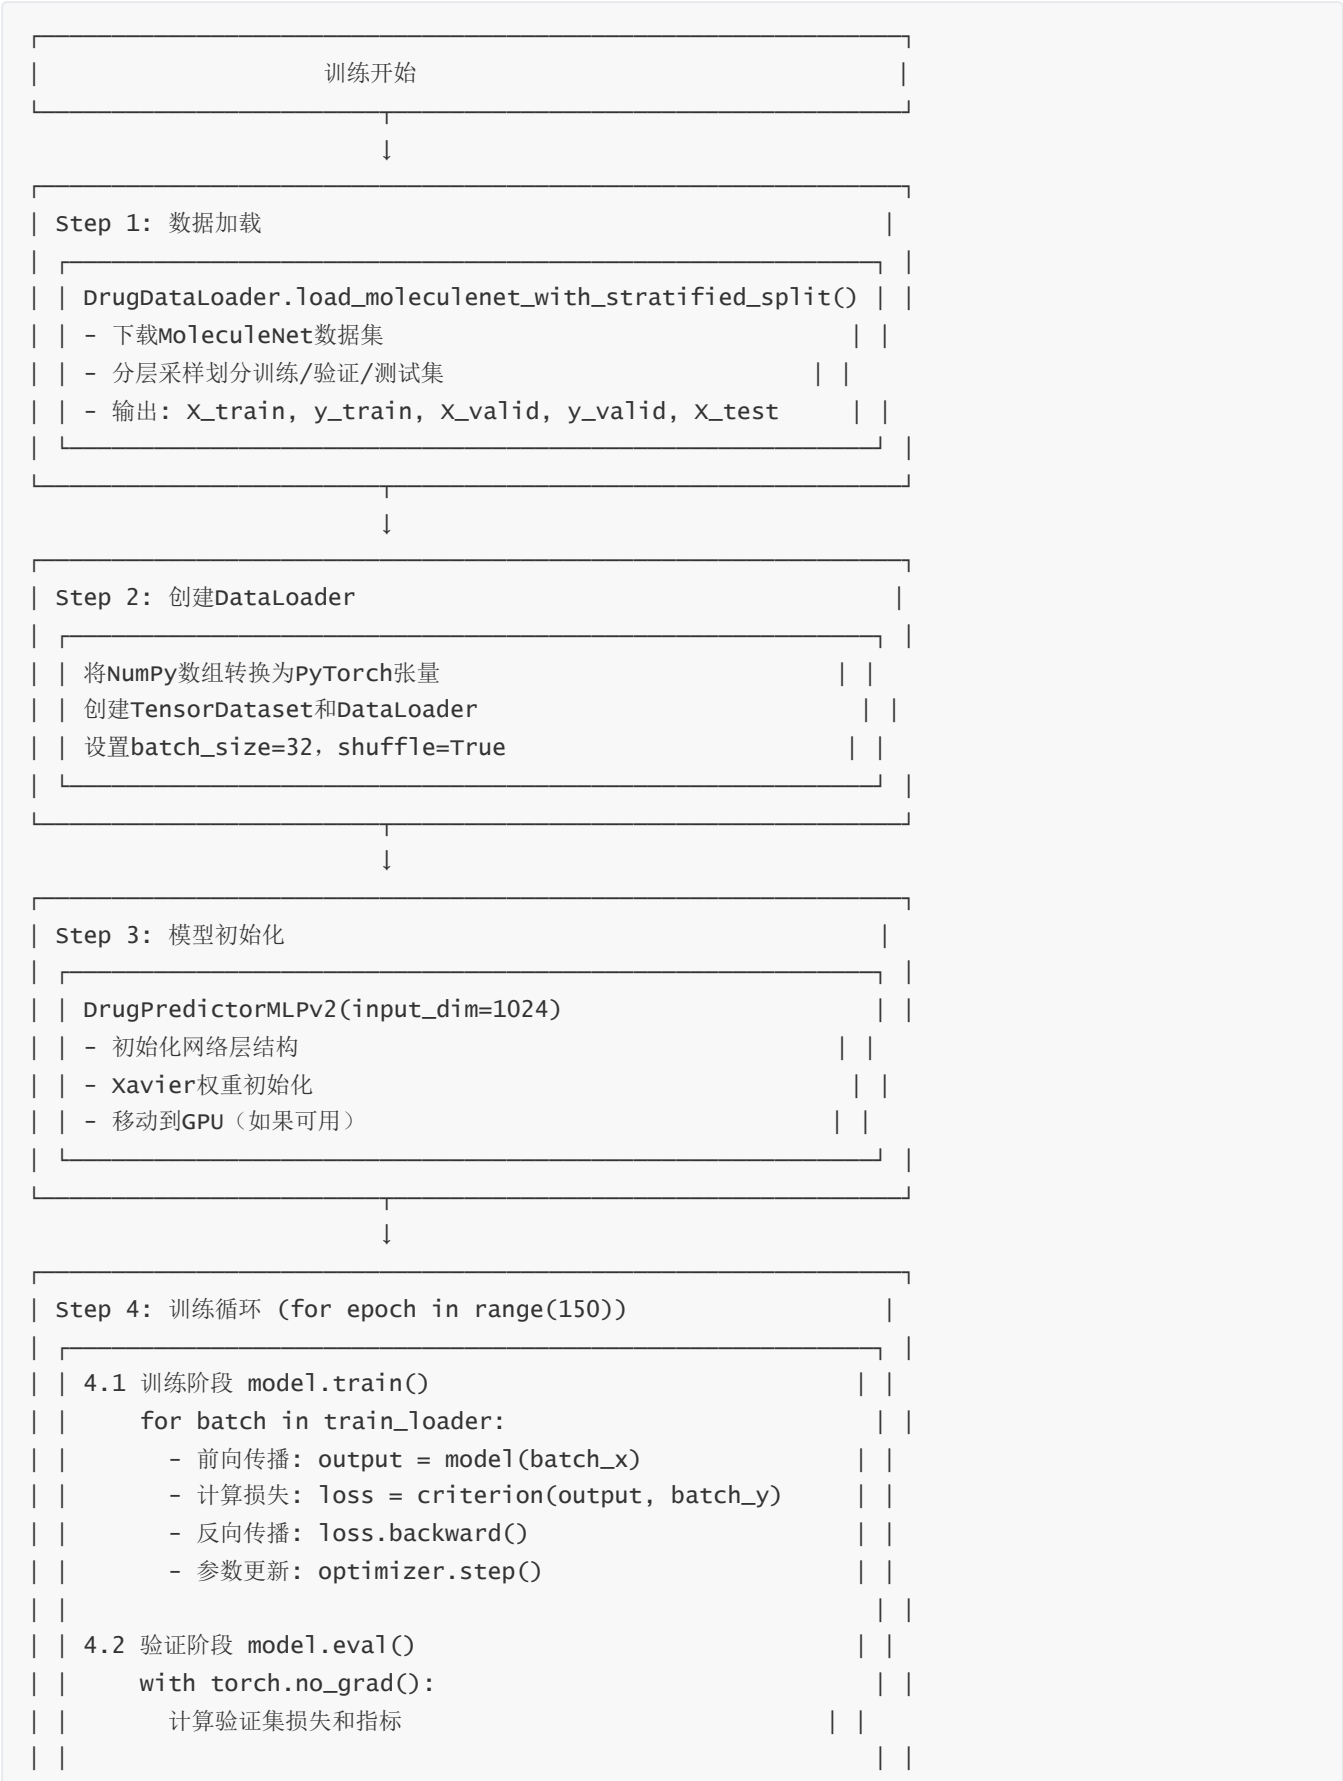 训练开始
↓
Step 1: 数据加载
DrugDataLoader.load_moleculenet_with_stratified_split()
- 下载MoleculeNet数据集
- 分层采样划分训练/验证/测试集
- 输出: X_train, y_train, X_valid, y_valid, X_test
↓
Step 2: 创建DataLoader
将NumPy数组转换为PyTorch张量
创建TensorDataset和DataLoader
设置batch_size=32，shuffle=True
↓
Step 3: 模型初始化
DrugPredictorMLPv2(input_dim=1024)
- 初始化网络层结构
- Xavier权重初始化
- 移动到GPU（如果可用）
↓
Step 4: 训练循环 (for epoch in range(150))
4.1 训练阶段 model.train()
for batch in train_loader:
- 前向传播: output = model(batch_x)
- 计算损失: loss = criterion(output, batch_y)
- 反向传播: loss.backward()
- 参数更新: optimizer.step()
4.2 验证阶段 model.eval()
with torch.no_grad():
计算验证集损失和指标